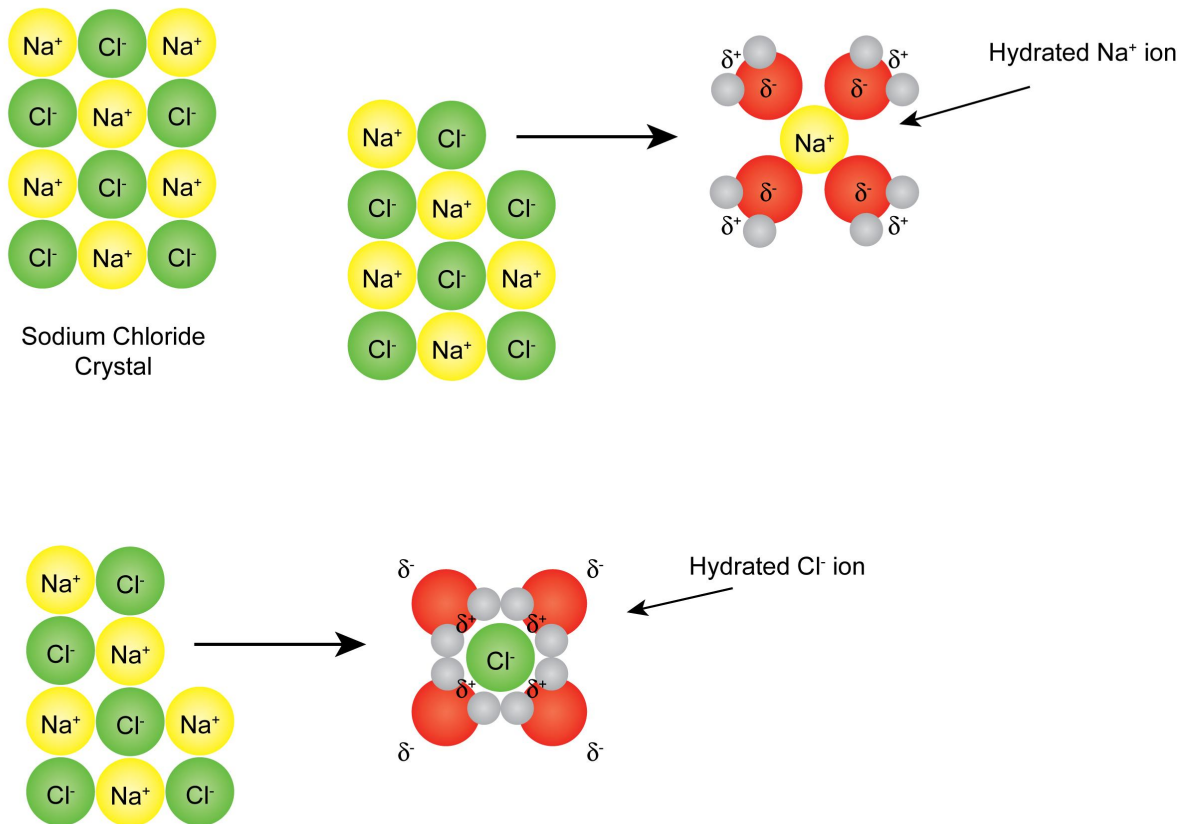 Na⁺ Cl⁻ Na⁺
Cl⁻ Na⁺ Cl⁻
Na⁺ Cl⁻ Na⁺
Cl⁻ Na⁺ Cl⁻
Sodium Chloride
Crystal
Na⁺ Cl⁻
Cl⁻ Na⁺ Cl⁻
Na⁺ Cl⁻ Na⁺
Cl⁻ Na⁺ Cl⁻
δ⁺ δ⁺
δ⁻ δ⁻
Na⁺
δ⁻ δ⁻
δ⁺ δ⁺
Hydrated Na⁺ ion
Na⁺ Cl⁻
Cl⁻ Na⁺
Na⁺ Cl⁻ Na⁺
Cl⁻ Na⁺ Cl⁻
δ⁻ δ⁻
δ⁺ δ⁺
Cl⁻
δ⁺ δ⁺
δ⁻ δ⁻
Hydrated Cl⁻ ion